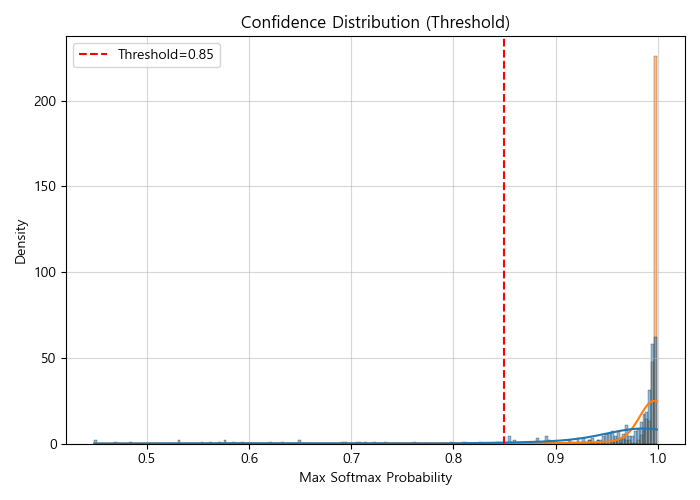 Confidence Distribution (Threshold)
Threshold=0.85
200
150
100
50
0
Density
0.5 0.6 0.7 0.8 0.9 1.0
Max Softmax Probability